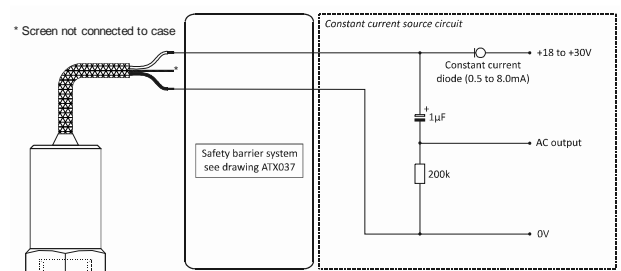 Constant current source circuit
* Screen not connected to case
*
+18 to +30V
Constant current
diode (0.5 to 8.0mA)
+
1µF
AC output
Safety barrier system
see drawing ATX037
200k
0V